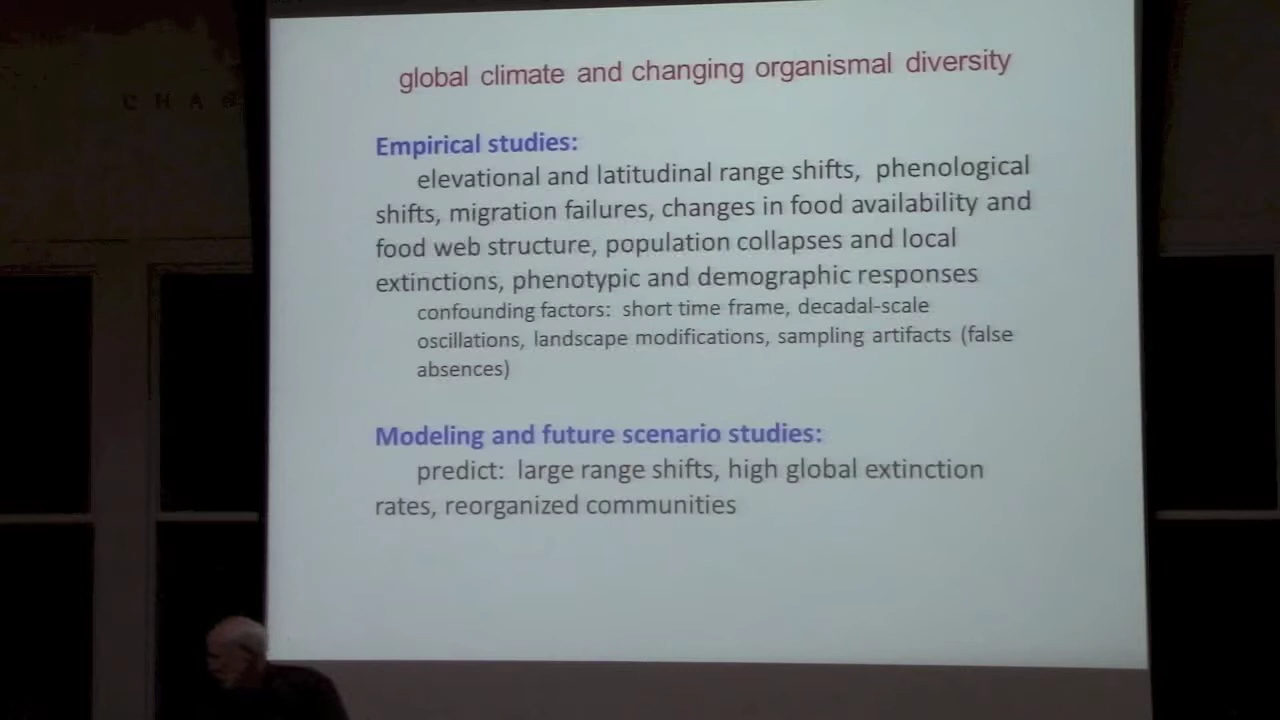 global climate and changing organismal diversity
Empirical studies:
elevational and latitudinal range shifts, phenological
shifts, migration failures, changes in food availability and
food web structure, population collapses and local
extinctions, phenotypic and demographic responses
confounding factors: short time frame, decadal-scale
oscillations, landscape modifications, sampling artifacts (false
absences)
Modeling and future scenario studies:
predict: large range shifts, high global extinction
rates, reorganized communities